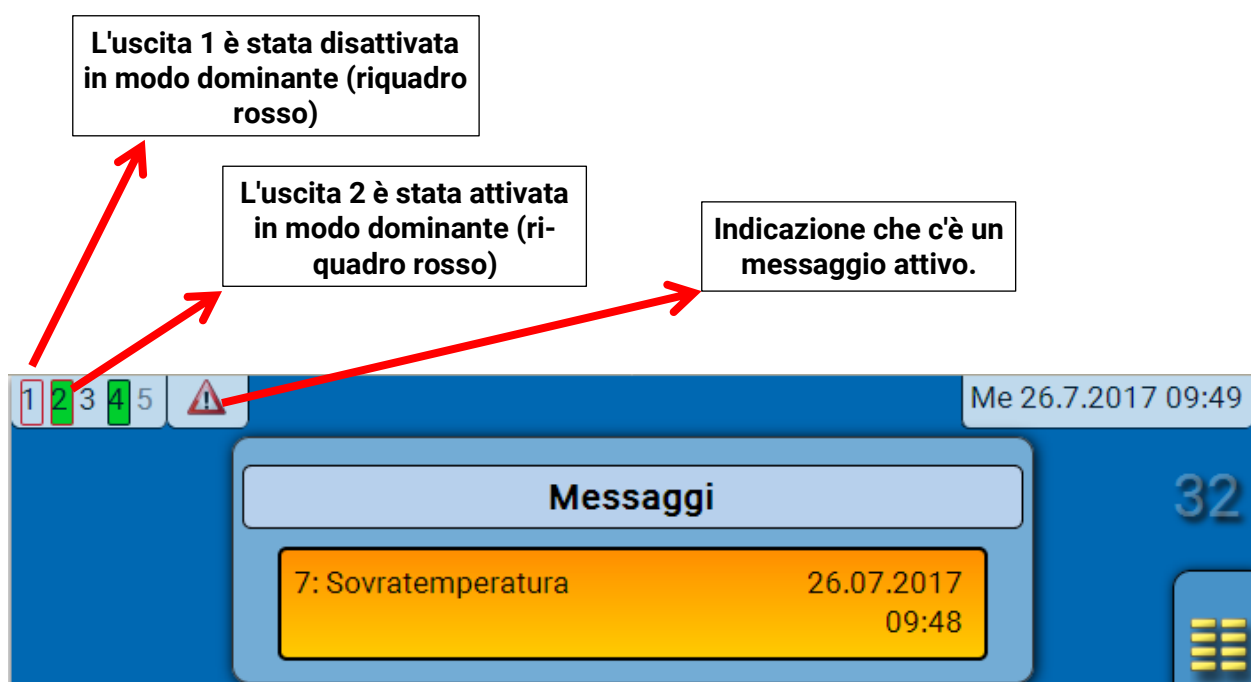 L'uscita 1 è stata disattivata
in modo dominante (riquadro
rosso)
L'uscita 2 è stata attivata
in modo dominante (ri-
quadro rosso)
Indicazione che c'è un
messaggio attivo.
1 2 3 4 5
Me 26.7.2017 09:49
Messaggi
32
7: Sovratemperatura 26.07.2017
09:48